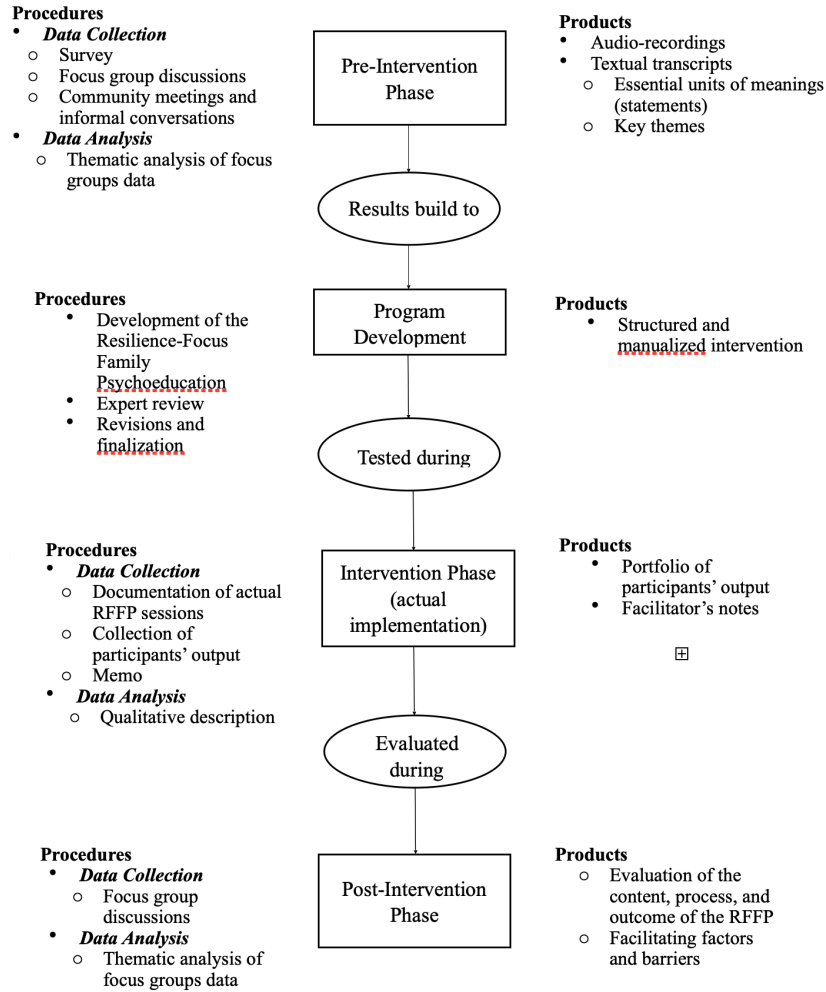 Procedures
• Data Collection
○ Survey
○ Focus group discussions
○ Community meetings and
informal conversations
• Data Analysis
○ Thematic analysis of focus
groups data
Pre-Intervention
Phase
Products
• Audio-recordings
• Textual transcripts
○ Essential units of meanings
(statements)
○ Key themes
Results build to
Procedures
• Development of the
Resilience-Focus
Family
Psychoeducation
• Expert review
• Revisions and
finalization
Program
Development
Products
• Structured and
manualized intervention
Tested during
Procedures
• Data Collection
○ Documentation of actual
RFFP sessions
○ Collection of
participants’ output
○ Memo
• Data Analysis
○ Qualitative description
Intervention Phase
(actual
implementation)
Products
• Portfolio of
participants’ output
• Facilitator’s notes
Evaluated
during
Procedures
• Data Collection
○ Focus group
discussions
• Data Analysis
○ Thematic analysis of
focus groups data
Post-Intervention
Phase
Products
○ Evaluation of the
content, process, and
outcome of the RFFP
○ Facilitating factors
and barriers